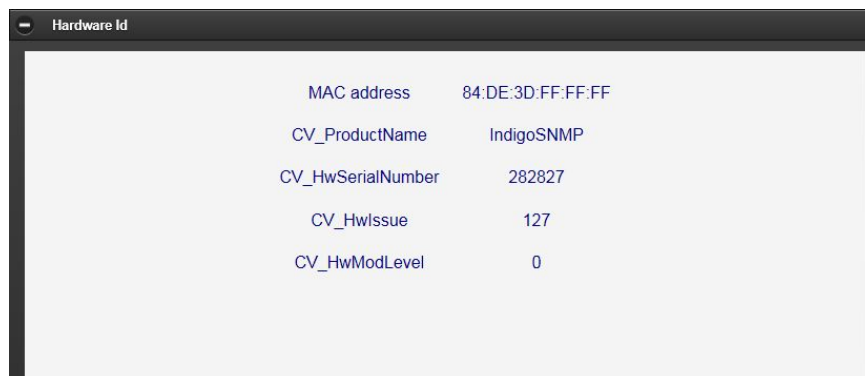 Hardware Id
MAC address 84:DE:3D:FF:FF:FF
CV_ProductName IndigoSNMP
CV_HwSerialNumber 282827
CV_HwIssue 127
CV_HwModLevel 0